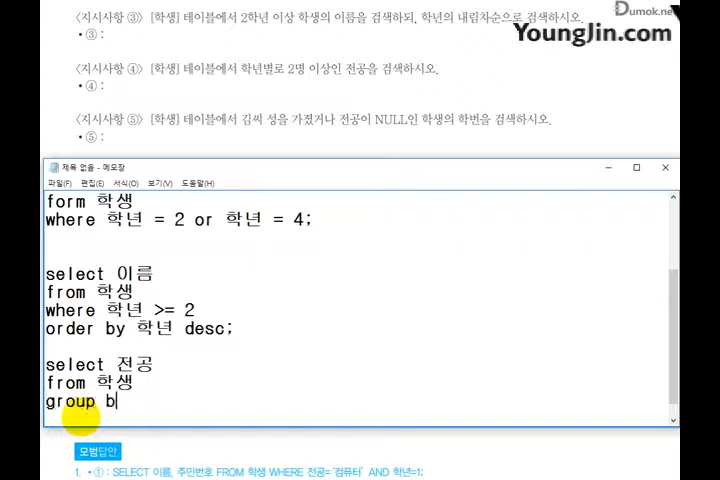 〈지시사항 ③〉 [학생] 테이블에서 2학년 이상 학생의 이름을 검색하되, 학년의 내림차순으로 검색하시오.
Dumok.ne
YoungJin.com
• ③ :
〈지시사항 ④〉 [학생] 테이블에서 학년별로 2명 이상인 전공을 검색하시오.
• ④ :
〈지시사항 ⑤〉 [학생] 테이블에서 김씨 성을 가졌거나 전공이 NULL인 학생의 학번을 검색하시오.
• ⑤ :
제목 없음 - 메모장
파일(F) 편집(E) 서식(O) 보기(V) 도움말(H)
form 학생
where 학년 = 2 or 학년 = 4;
select 이름
from 학생
where 학년 >= 2
order by 학년 desc;
select 전공
from 학생
group b
모범답안
1. • ① : SELECT 이름, 주민번호 FROM 학생 WHERE 전공='컴퓨터' AND 학년=1;